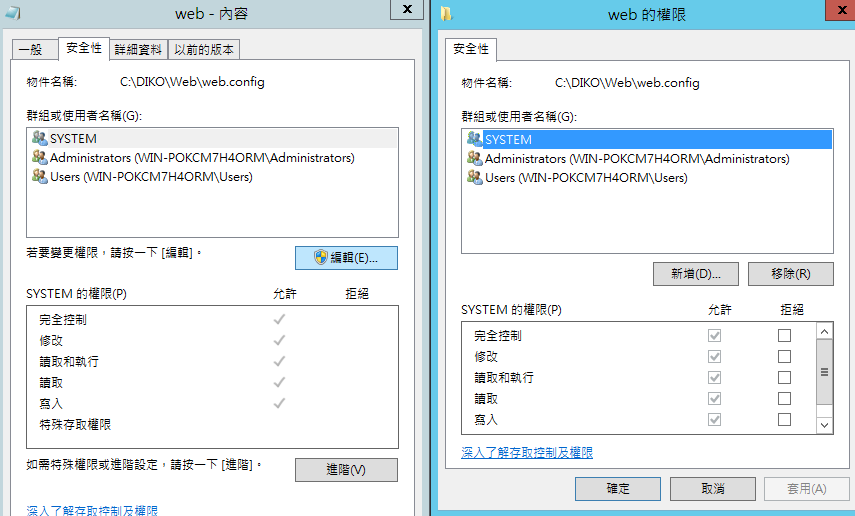 web - 內容
一般
安全性
詳細資料
以前的版本
物件名稱: C:\DIKO\Web\web.config
群組或使用者名稱(G):
SYSTEM
Administrators (WIN-POKCM7H4ORM\Administrators)
Users (WIN-POKCM7H4ORM\Users)
若要變更權限，請按一下 [編輯]。
編輯(E)...
SYSTEM 的權限(P) 允許 拒絕
完全控制
修改
讀取和執行
讀取
寫入
特殊存取權限
如需特殊權限或進階設定，請按一下 [進階]。
進階(V)
深入了解存取控制及權限
web 的權限
安全性
物件名稱: C:\DIKO\Web\web.config
群組或使用者名稱(G):
SYSTEM
Administrators (WIN-POKCM7H4ORM\Administrators)
Users (WIN-POKCM7H4ORM\Users)
新增(D)...
移除(R)
SYSTEM 的權限(P) 允許 拒絕
完全控制
修改
讀取和執行
讀取
寫入
深入了解存取控制及權限
確定
取消
套用(A)